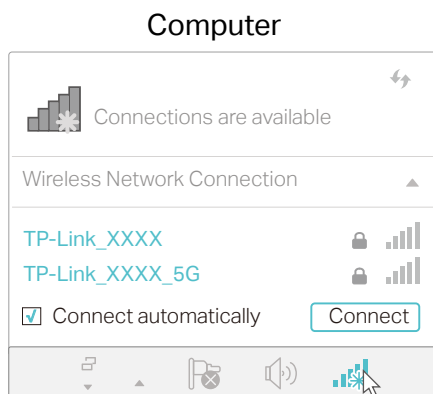 Computer
Connections are available
Wireless Network Connection
TP-Link_XXXX
TP-Link_XXXX_5G
Connect automatically
Connect